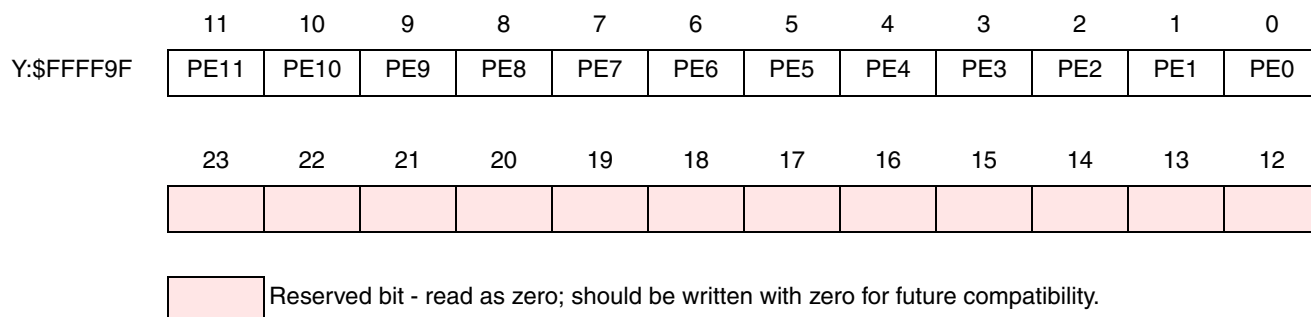 11 10 9 8 7 6 5 4 3 2 1 0
Y:$FFFF9F PE11 PE10 PE9 PE8 PE7 PE6 PE5 PE4 PE3 PE2 PE1 PE0
23 22 21 20 19 18 17 16 15 14 13 12
Reserved bit - read as zero; should be written with zero for future compatibility.